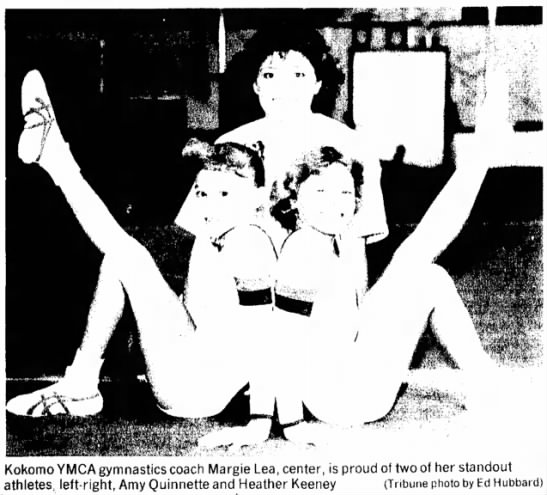 Kokomo YMCA gymnastics coach Margie Lea, center, is proud of two of her standout
athletes, left-right, Amy Quinnette and Heather Keeney (Tribune photo by Ed Hubbard)